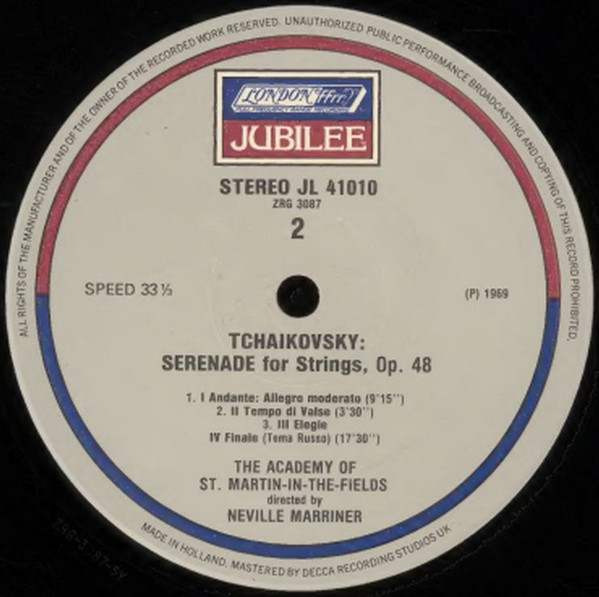 ALL RIGHTS OF THE MANUFACTURER AND OF THE OWNER OF THE RECORDED WORK RESERVED. UNAUTHORIZED PUBLIC PERFORMANCE BROADCASTING AND COPYING OF THIS RECORD PROHIBITED.
LONDON ffrr
FULL FREQUENCY RANGE RECORDING
JUBILEE
STEREO JL 41010
ZRG 3087
2
SPEED 33⅓
(P) 1969
TCHAIKOVSKY:
SERENADE for Strings, Op. 48
1. I Andante: Allegro moderato (9'15")
2. II Tempo di Valse (3'30")
3. III Elegie
IV Finale (Tema Russo) (17'30")
THE ACADEMY OF
ST. MARTIN-IN-THE-FIELDS
directed by
NEVILLE MARRINER
MADE IN HOLLAND, MASTERED BY DECCA RECORDING STUDIOS UK